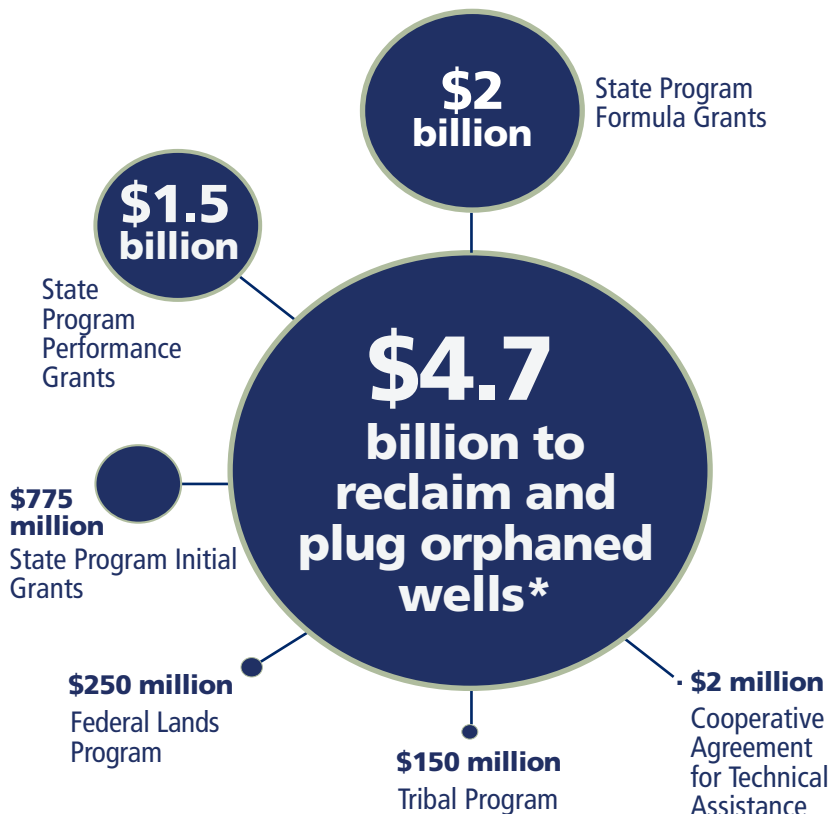 $2
billion
State Program
Formula Grants
$1.5
billion
State
Program
Performance
Grants
$4.7
billion to
reclaim and
plug orphaned
wells*
$775
million
State Program Initial
Grants
$250 million
Federal Lands
Program
$150 million
Tribal Program
$2 million
Cooperative
Agreement
for Technical
Assistance